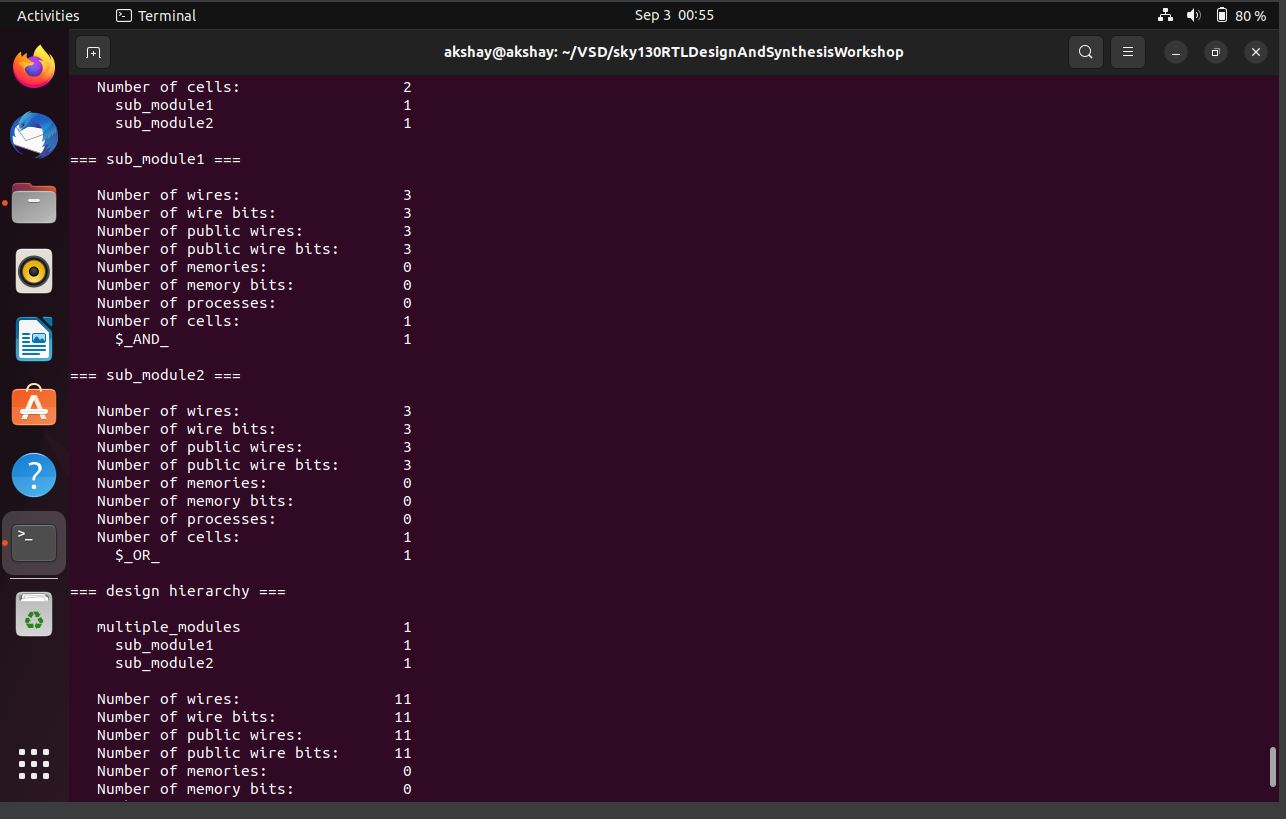 Activities Terminal Sep 3 00:55 80 %
akshay@akshay: ~/VSD/sky130RTLDesignAndSynthesisWorkshop
Number of cells: 2
sub_module1 1
sub_module2 1
=== sub_module1 ===
Number of wires: 3
Number of wire bits: 3
Number of public wires: 3
Number of public wire bits: 3
Number of memories: 0
Number of memory bits: 0
Number of processes: 0
Number of cells: 1
$_AND_ 1
=== sub_module2 ===
Number of wires: 3
Number of wire bits: 3
Number of public wires: 3
Number of public wire bits: 3
Number of memories: 0
Number of memory bits: 0
Number of processes: 0
Number of cells: 1
$_OR_ 1
=== design hierarchy ===
multiple_modules 1
sub_module1 1
sub_module2 1
Number of wires: 11
Number of wire bits: 11
Number of public wires: 11
Number of public wire bits: 11
Number of memories: 0
Number of memory bits: 0